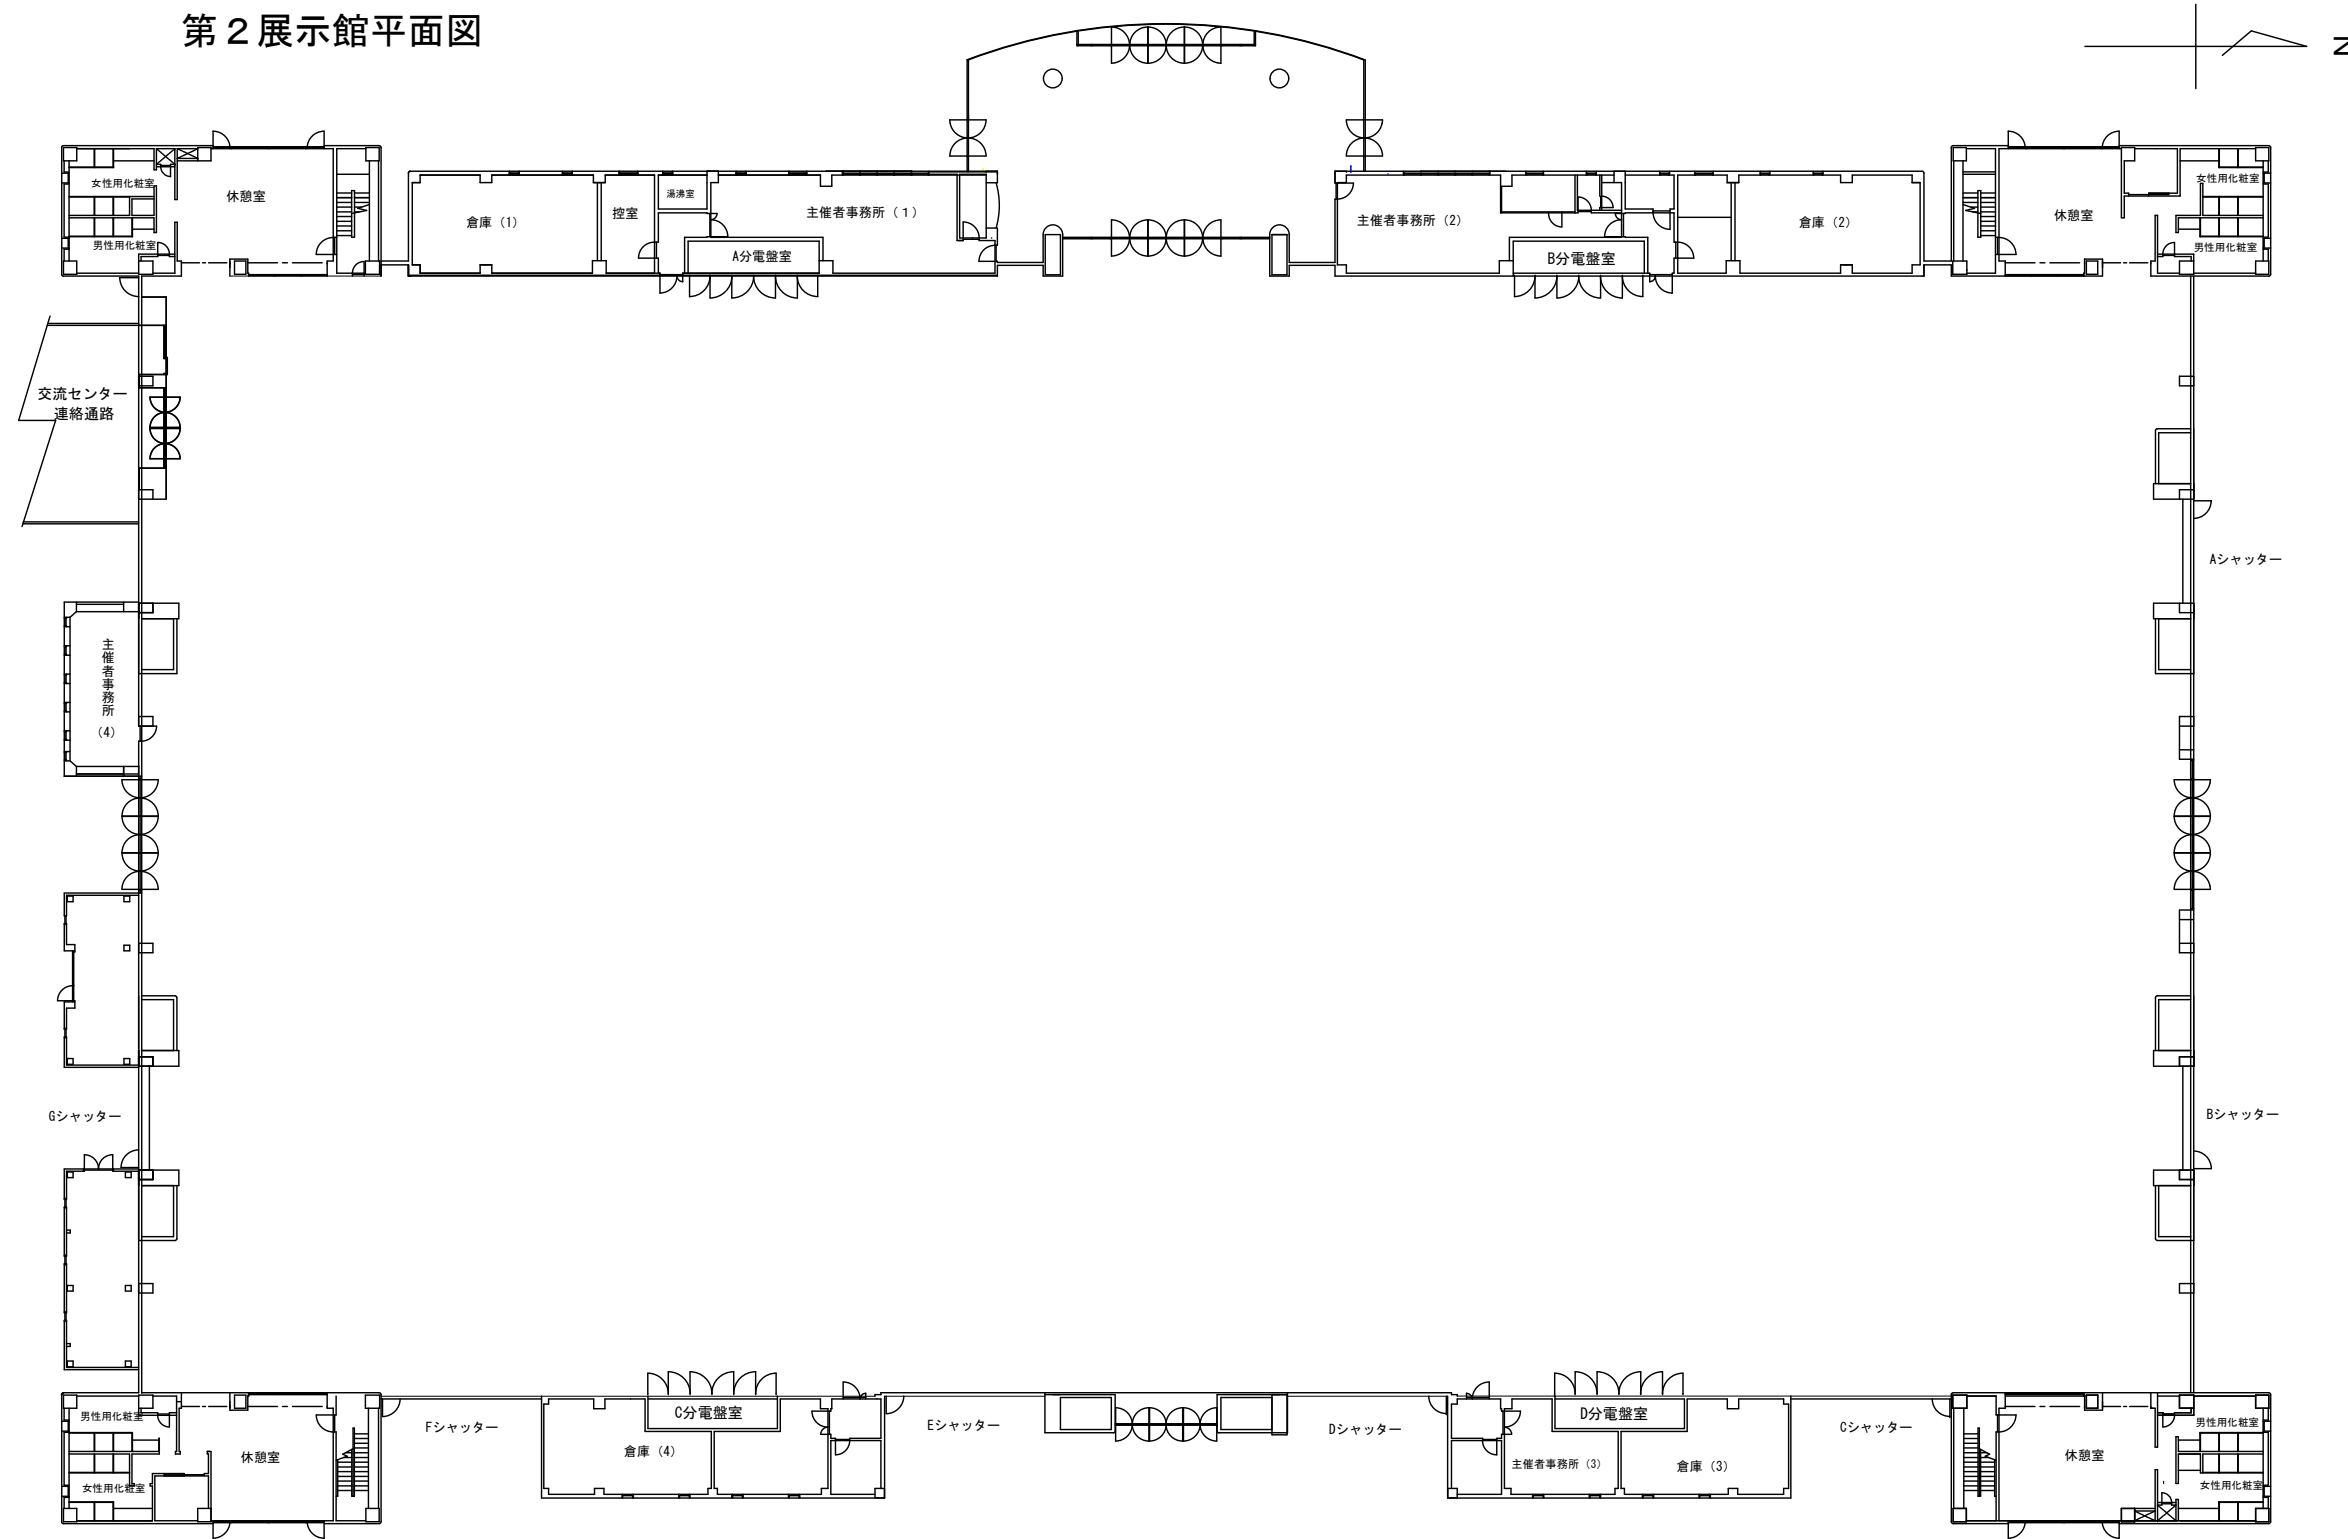 第２展示館平面図
N
女性用化粧室
休憩室
男性用化粧室
倉庫（1）
控室
湯沸室
主催者事務所（１）
A分電盤室
主催者事務所（2）
B分電盤室
倉庫（2）
休憩室
女性用化粧室
男性用化粧室
交流センター
連絡通路
Aシャッター
主催者事務所（4）
Gシャッター
Bシャッター
男性用化粧室
休憩室
女性用化粧室
Fシャッター
C分電盤室
倉庫（4）
Eシャッター
Dシャッター
D分電盤室
主催者事務所（3）
倉庫（3）
Cシャッター
休憩室
男性用化粧室
女性用化粧室